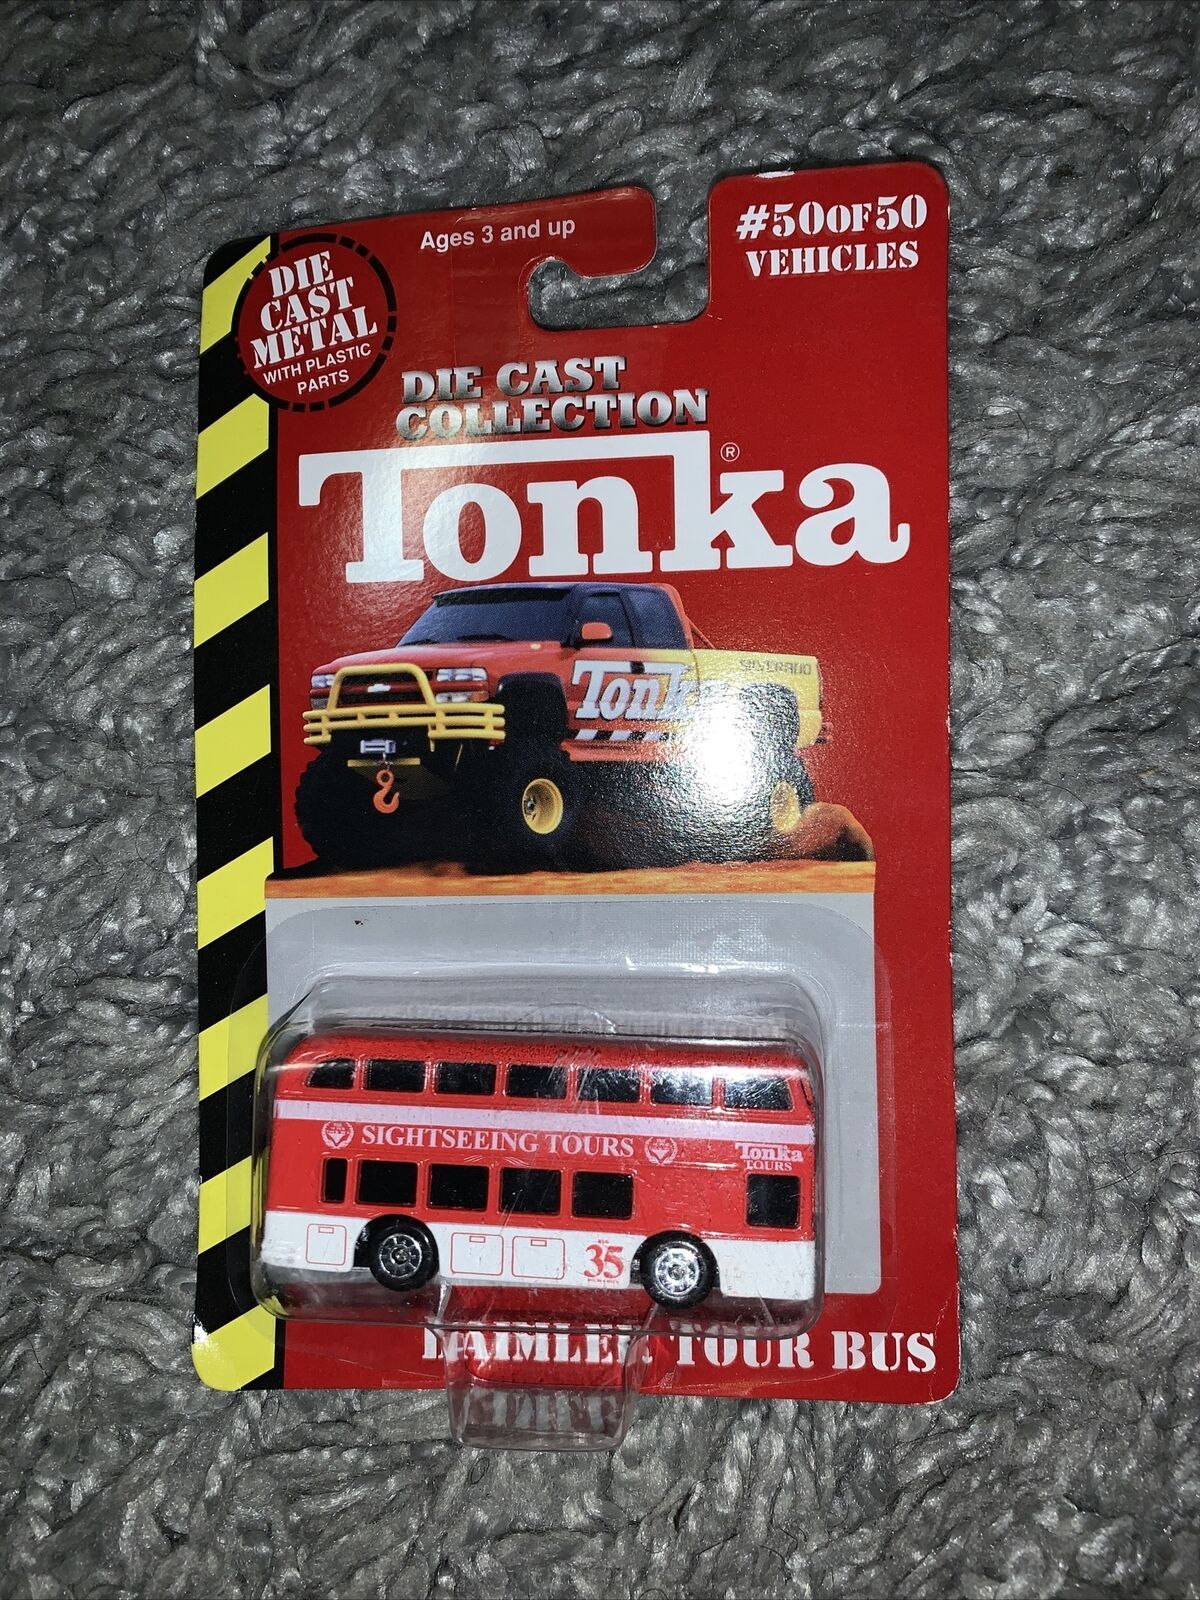 #50OF50
VEHICLES
Ages 3 and up
DIE
CAST
METAL
WITH PLASTIC
PARTS
DIE CAST
COLLECTION
Tonka®
SILVERADO
Tonka
SIGHTSEEING TOURS
Tonka
TOURS
35
DAIMLER TOUR BUS